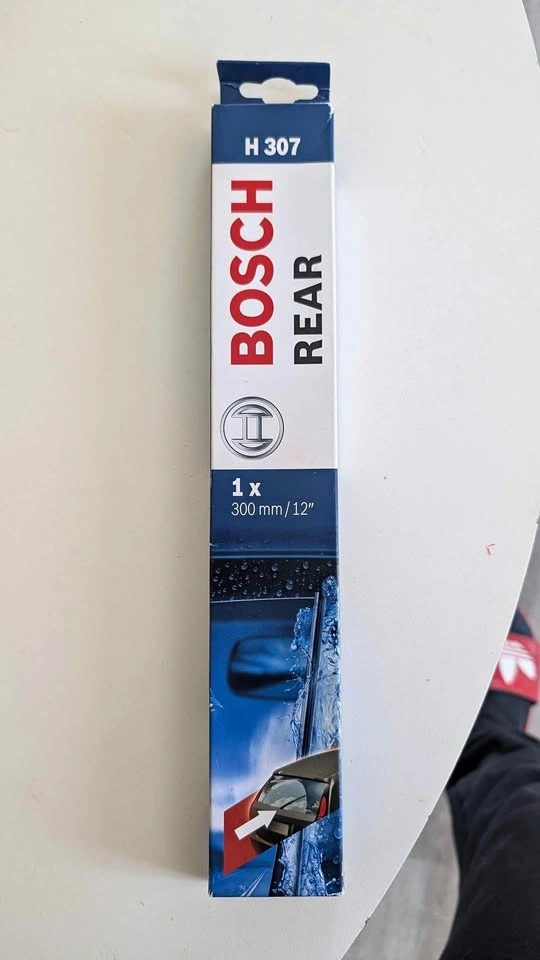 H 307
BOSCH
REAR
1 x
300 mm / 12"